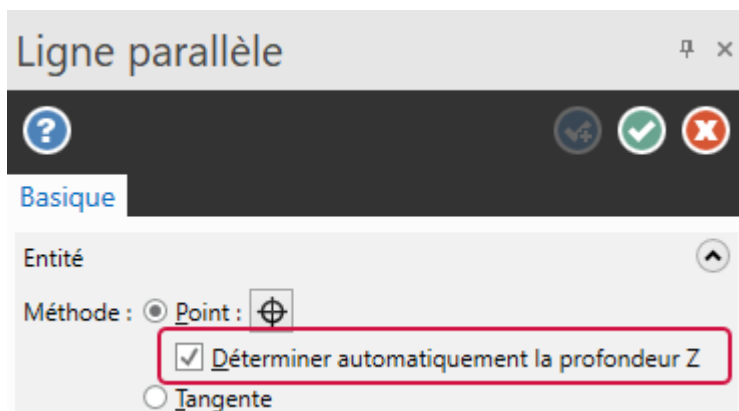 Ligne parallèle
Basique
Entité
Méthode : Point :
Déterminer automatiquement la profondeur Z
Tangente